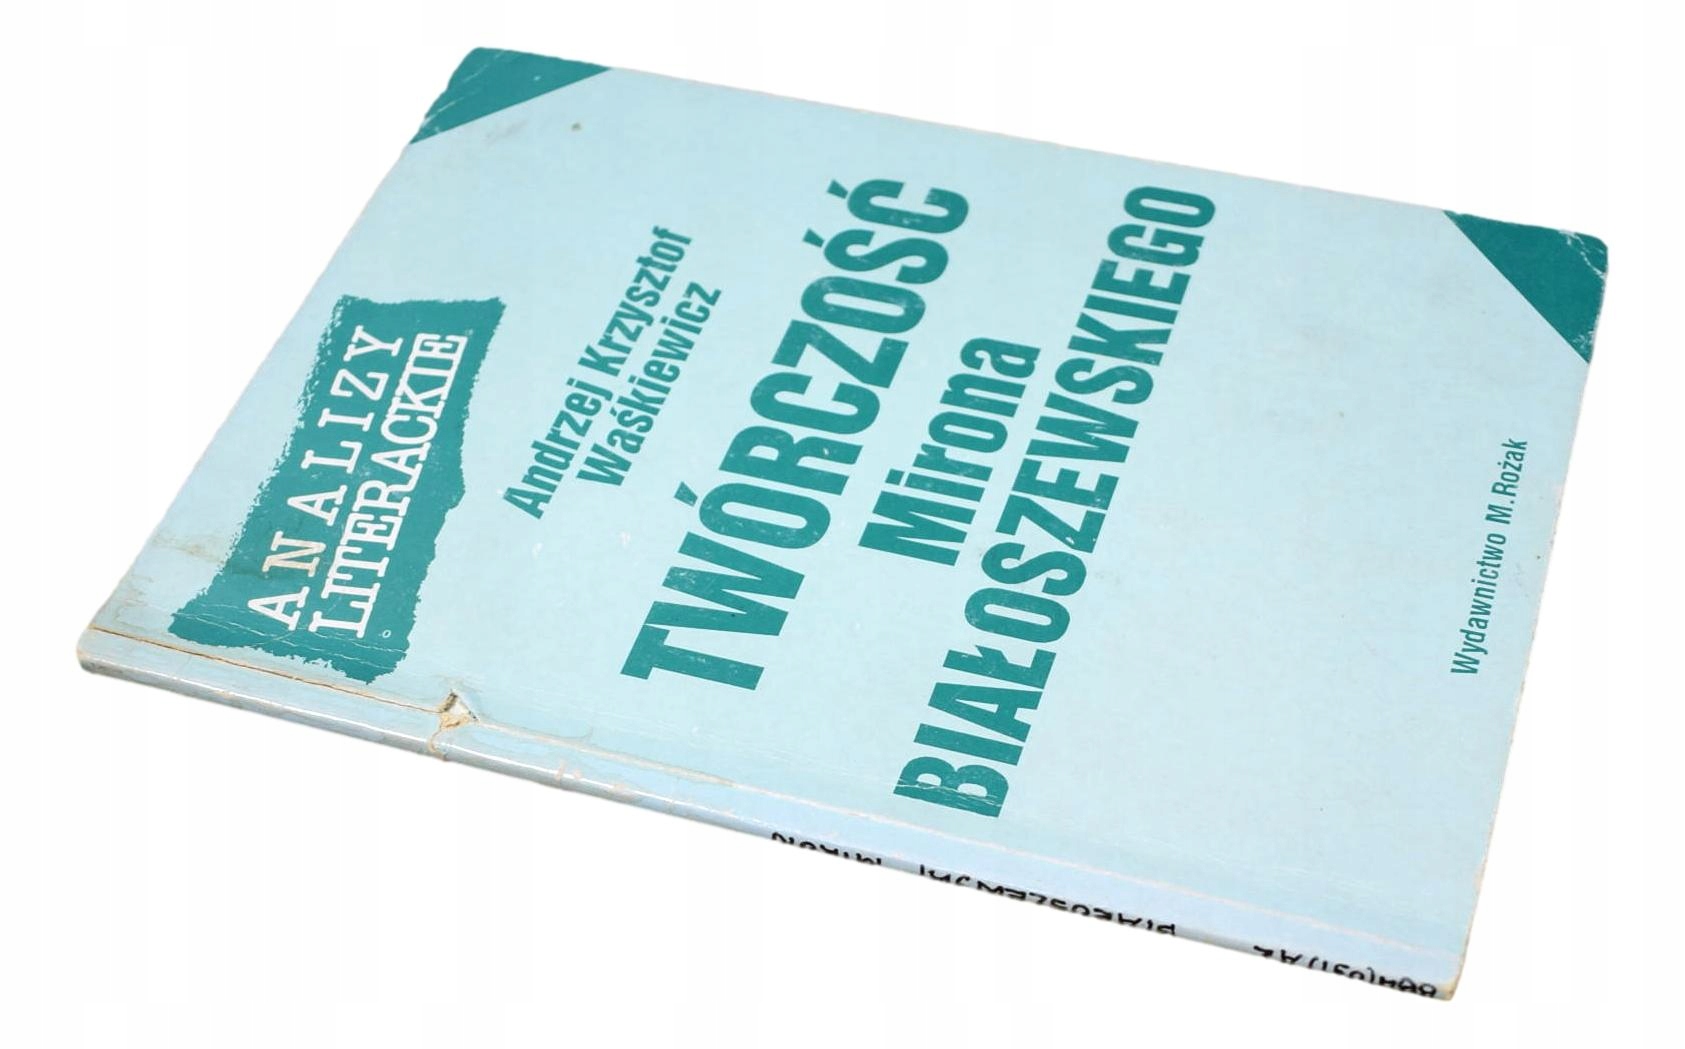 ANALIZY
LITERACKIE
Andrzej Krzysztof
Waśkiewicz
TWÓRCZOŚĆ
Mirona
BIAŁOSZEWSKIEGO
Wydawnictwo M. Rożak